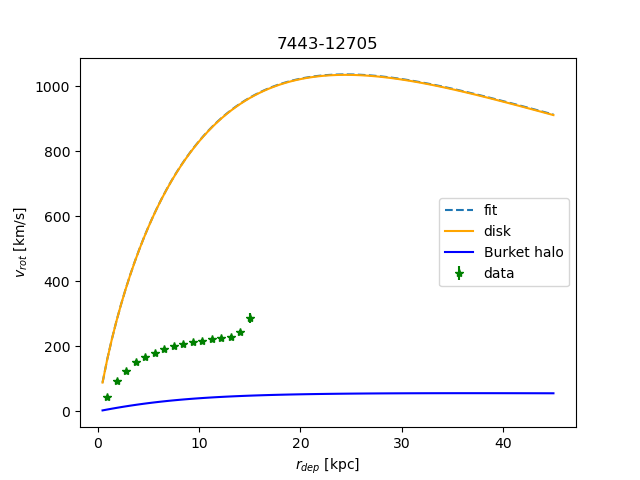 7443-12705
1000
800
600
400
200
0
v_rot [km/s]
fit
disk
Burket halo
data
0
10
20
30
40
r_dep [kpc]